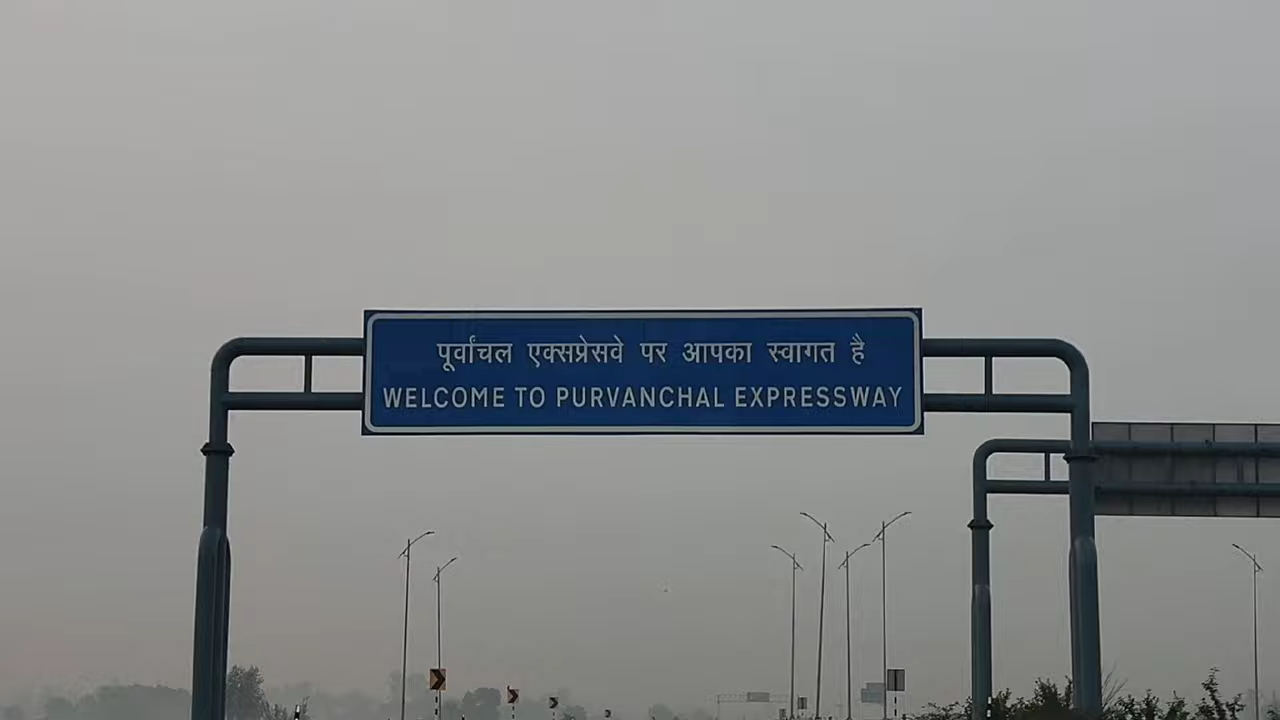 पूर्वांचल एक्सप्रेसवे पर आपका स्वागत है
WELCOME TO PURVANCHAL EXPRESSWAY